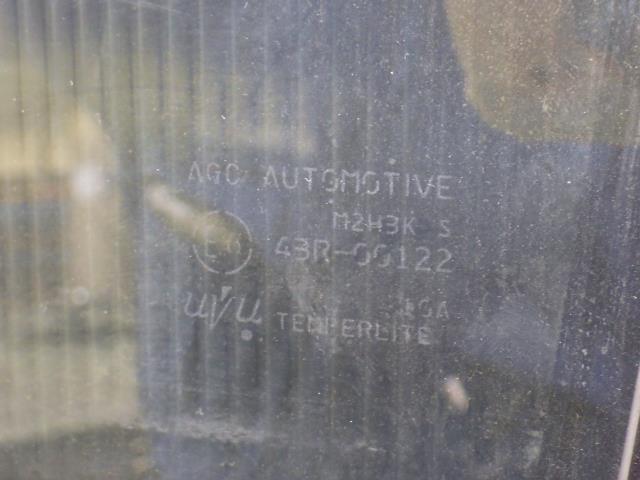 AGC AUTOMOTIVE
M2H3K S
43R-00122
TEMPERLITE